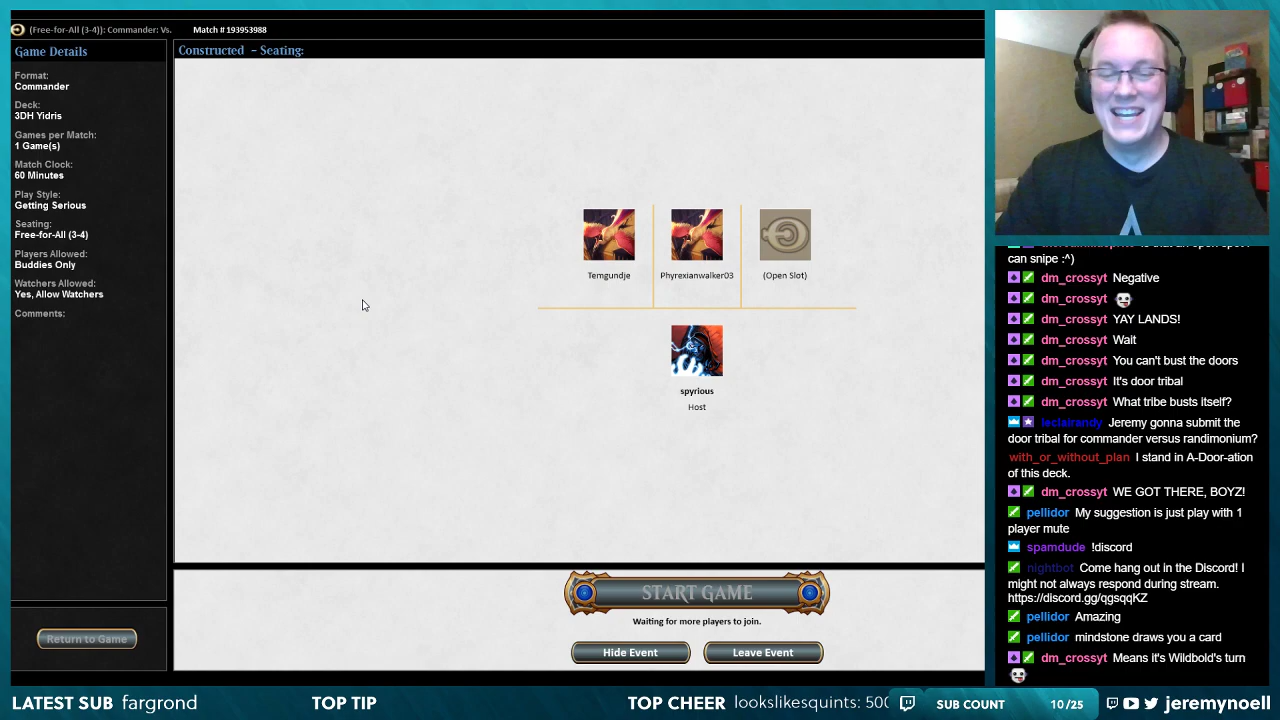 (Free-for-All (3-4)): Commander: Vs. Match # 193953988
Game Details
Format:
Commander
Deck:
3DH Yidris
Games per Match:
1 Game(s)
Match Clock:
60 Minutes
Play Style:
Getting Serious
Seating:
Free-for-All (3-4)
Players Allowed:
Buddies Only
Watchers Allowed:
Yes, Allow Watchers
Comments:
Return to Game
Constructed – Seating:
Temgundje
Phyrexianwalker03
(Open Slot)
spyrious
Host
START GAME
Waiting for more players to join.
Hide Event
Leave Event
can snipe :^)
dm_crossyt Negative
dm_crossyt
dm_crossyt YAY LANDS!
dm_crossyt Wait
dm_crossyt You can't bust the doors
dm_crossyt It's door tribal
dm_crossyt What tribe busts itself?
leclairandy Jeremy gonna submit the
door tribal for commander versus randimonium?
with_or_without_plan I stand in A-Door-ation
of this deck.
dm_crossyt WE GOT THERE, BOYZ!
pellidor My suggestion is just play with 1
player mute
spamdude !discord
nightbot Come hang out in the Discord! I
might not always respond during stream.
https://discord.gg/qgsqqKZ
pellidor Amazing
pellidor mindstone draws you a card
dm_crossyt Means it's Wildbold's turn
LATEST SUB fargrond
TOP TIP
TOP CHEER lookslikesquints: 500
SUB COUNT 10/25
jeremynoell